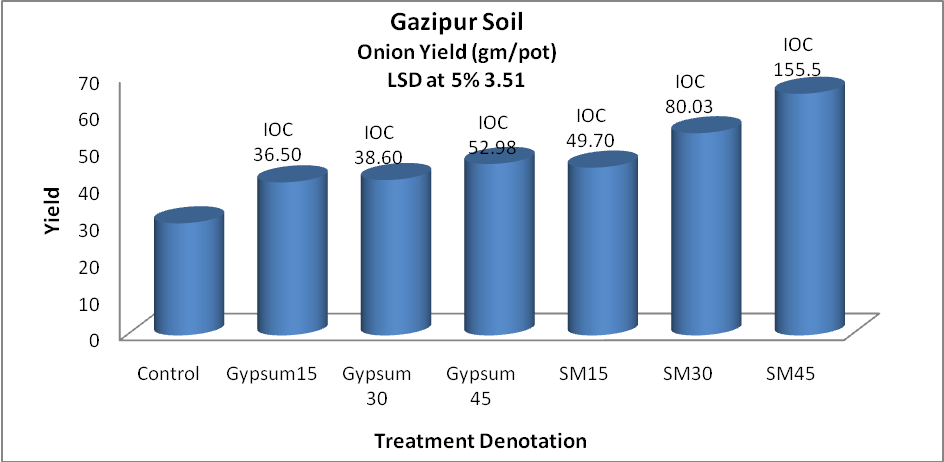 Gazipur Soil
Onion Yield (gm/pot)
LSD at 5% 3.51
IOC
155.5
IOC
80.03
IOC
36.50
IOC
38.60
IOC
52.98
IOC
49.70
70
60
50
40
30
20
10
0
Yield
Control
Gypsum15
Gypsum
30
Gypsum
45
SM15
SM30
SM45
Treatment Denotation